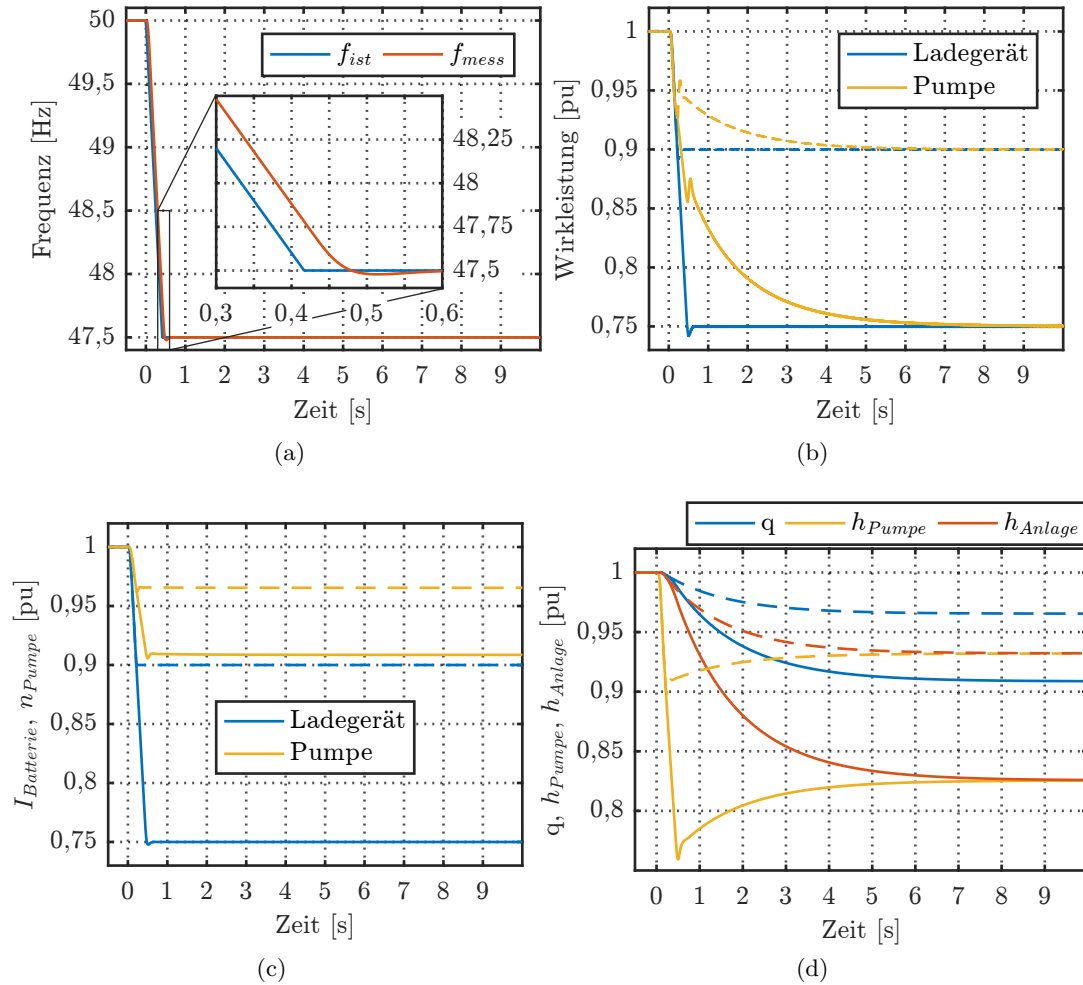 50
49,5
49
48,5
48
47,5
Frequenz [Hz]
f_ist f_mess
48,25
48
47,75
47,5
0,3 0,4 0,5 0,6
0 1 2 3 4 5 6 7 8 9
Zeit [s]
(a)
1
0,95
0,9
0,85
0,8
0,75
Wirkleistung [pu]
Ladegerät
Pumpe
0 1 2 3 4 5 6 7 8 9
Zeit [s]
(b)
1
0,95
0,9
0,85
0,8
0,75
I_Batterie, n_Pumpe [pu]
Ladegerät
Pumpe
0 1 2 3 4 5 6 7 8 9
Zeit [s]
(c)
q h_Pumpe h_Anlage
1
0,95
0,9
0,85
0,8
q, h_Pumpe, h_Anlage [pu]
0 1 2 3 4 5 6 7 8 9
Zeit [s]
(d)